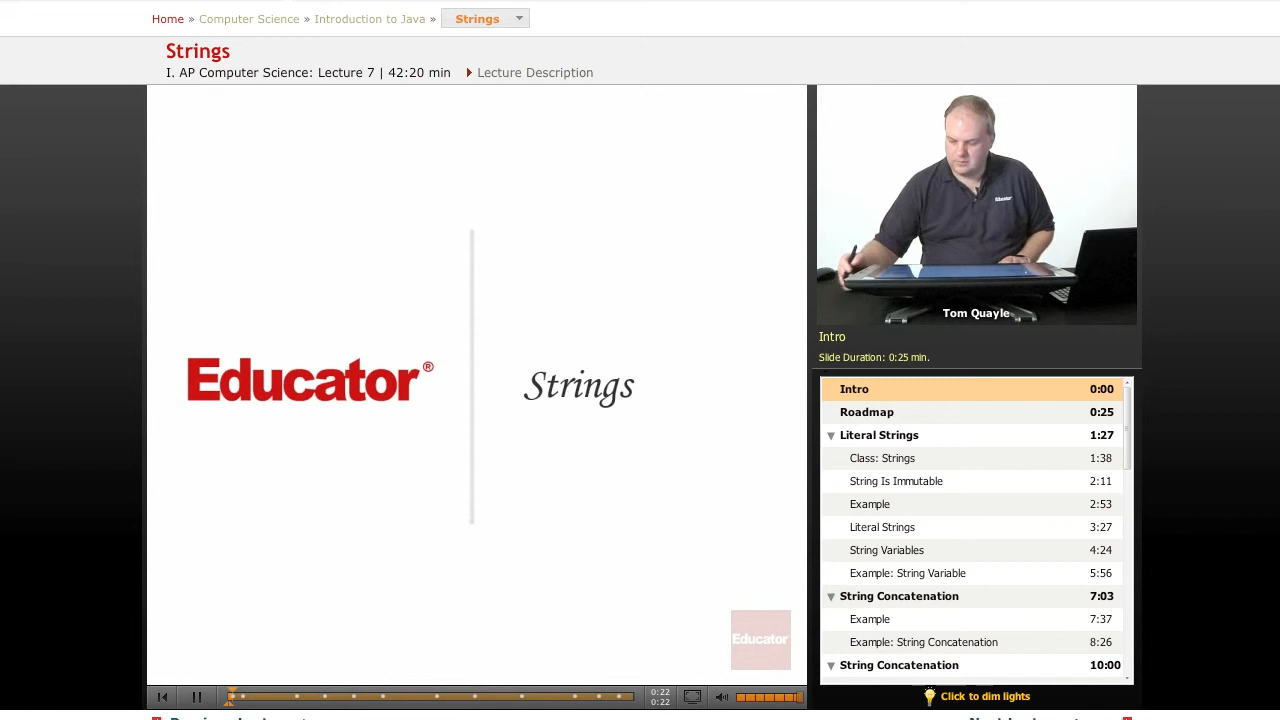 Home » Computer Science » Introduction to Java » Strings
Strings
I. AP Computer Science: Lecture 7 | 42:20 min Lecture Description
Educator®
Strings
Educator
Educator
Tom Quayle
Intro
Slide Duration: 0:25 min.
Intro 0:00
Roadmap 0:25
Literal Strings 1:27
Class: Strings 1:38
String Is Immutable 2:11
Example 2:53
Literal Strings 3:27
String Variables 4:24
Example: String Variable 5:56
String Concatenation 7:03
Example 7:37
Example: String Concatenation 8:26
String Concatenation 10:00
0:22
0:22
Click to dim lights